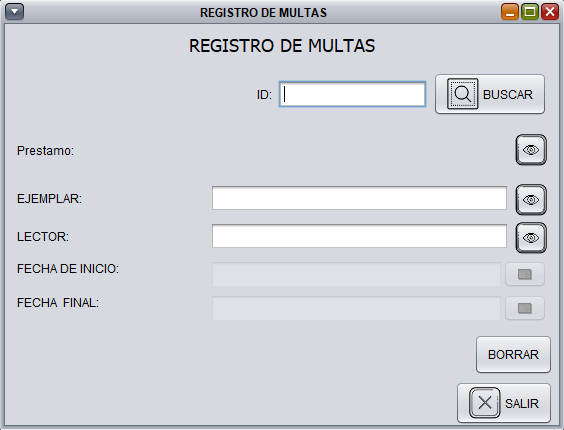 REGISTRO DE MULTAS
REGISTRO DE MULTAS
ID: BUSCAR
Prestamo:
EJEMPLAR:
LECTOR:
FECHA DE INICIO:
FECHA FINAL:
BORRAR
SALIR